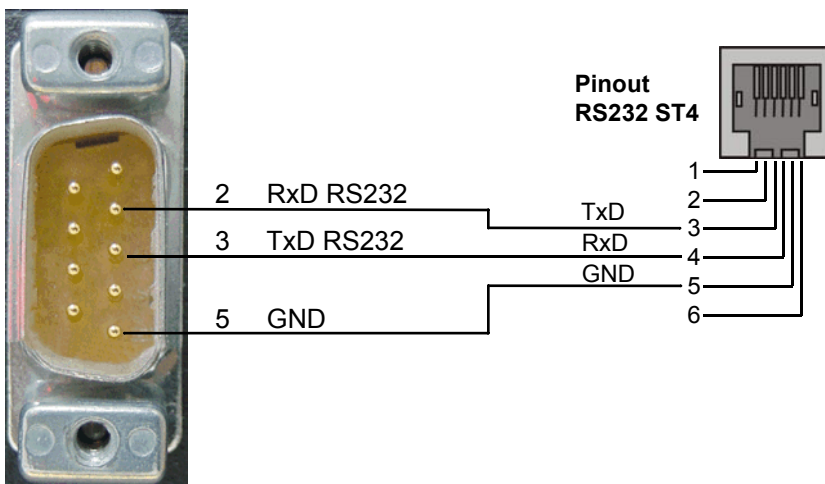 Pinout
RS232 ST4
1
2 RxD RS232
2
TxD
3
3 TxD RS232
RxD
4
GND
5
5 GND
6